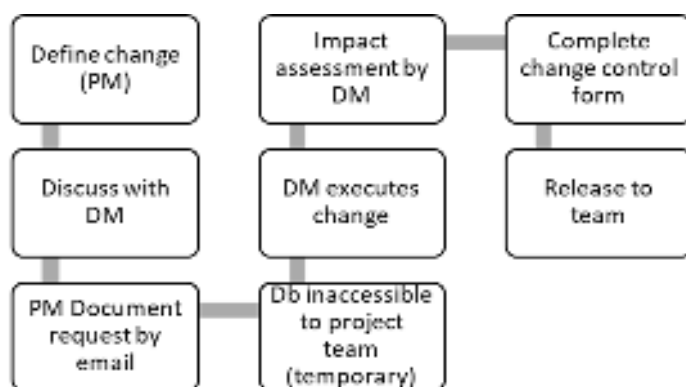 Define change
(PM)
Discuss with
DM
PM Document
request by
email
Db inaccessible
to project
team
(temporary)
DM executes
change
Impact
assessment by
DM
Complete
change control
form
Release to
team